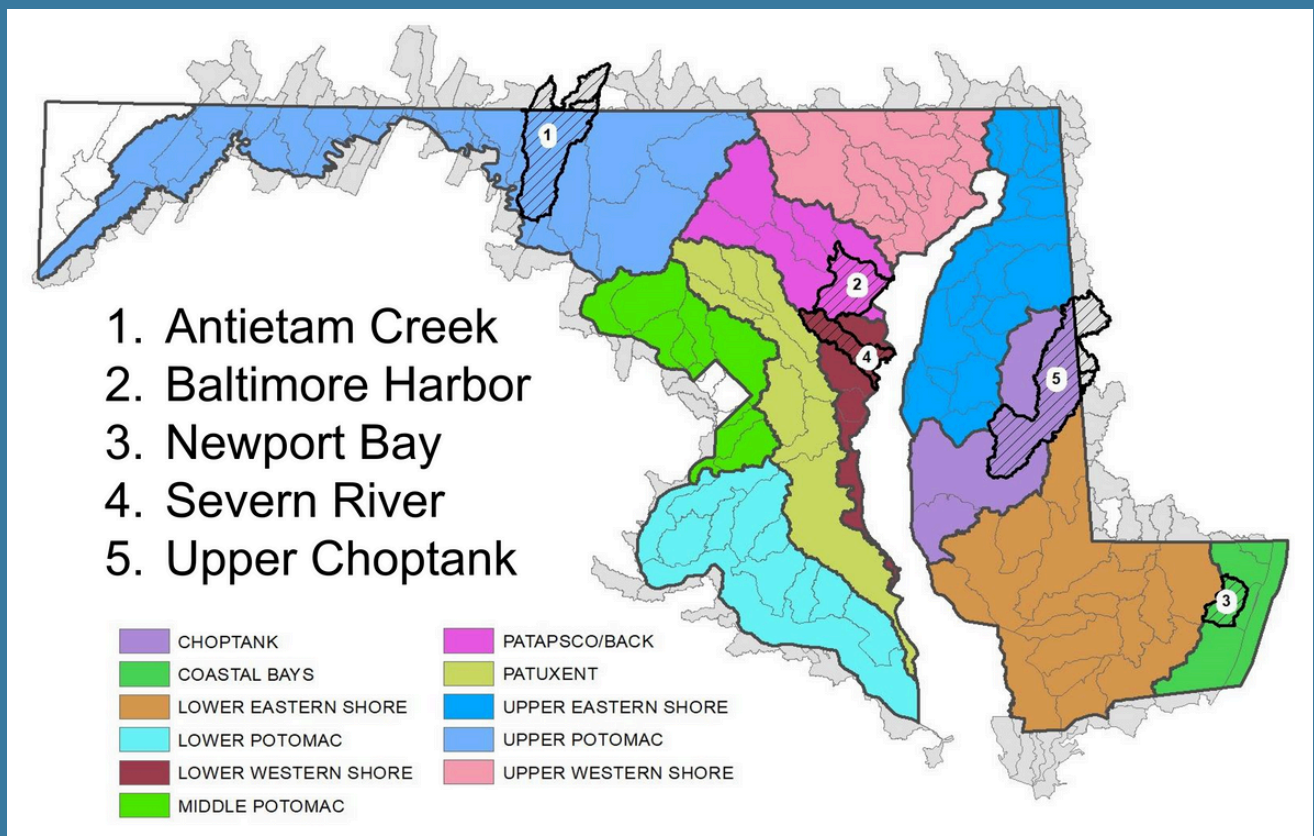 1
2
4
5
3
1. Antietam Creek
2. Baltimore Harbor
3. Newport Bay
4. Severn River
5. Upper Choptank
CHOPTANK
COASTAL BAYS
LOWER EASTERN SHORE
LOWER POTOMAC
LOWER WESTERN SHORE
MIDDLE POTOMAC
PATAPSCO/BACK
PATUXENT
UPPER EASTERN SHORE
UPPER POTOMAC
UPPER WESTERN SHORE